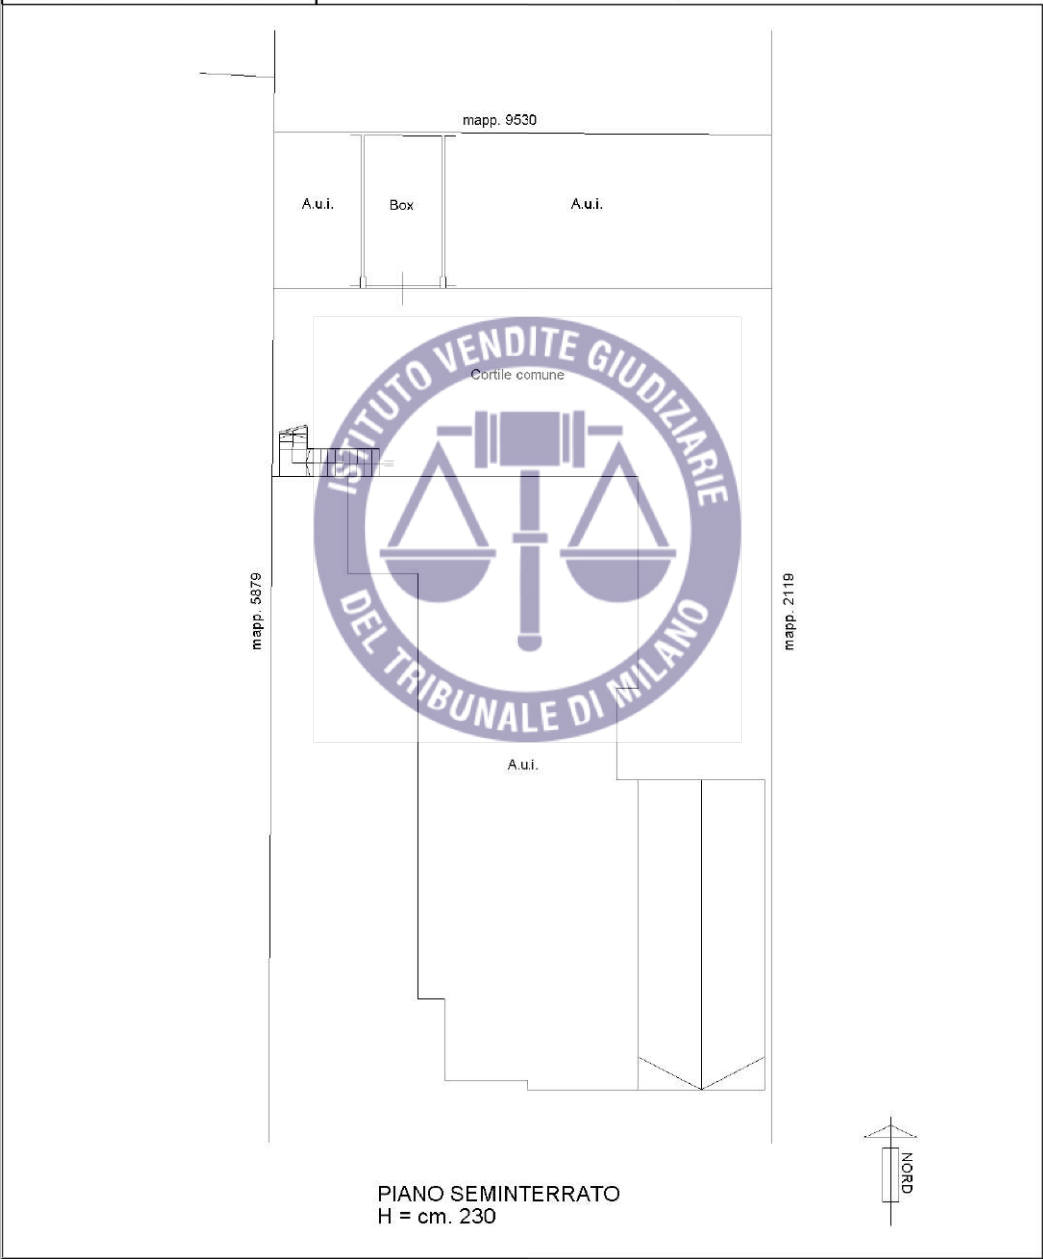 mapp. 9530
A.u.i.
Box
A.u.i.
ISTITUTO VENDITE GIUDIZIARIE
Cortile comune
mapp. 5879
mapp. 2119
DEL TRIBUNALE DI MILANO
A.u.i.
NORD
PIANO SEMINTERRATO
H = cm. 230